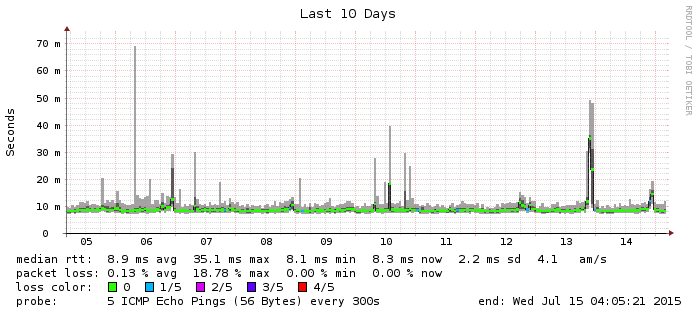 Last 10 Days
RRDTOOL / TOBI OETIKER
Seconds
70 m
60 m
50 m
40 m
30 m
20 m
10 m
0
05 06 07 08 09 10 11 12 13 14
median rtt: 8.9 ms avg 35.1 ms max 8.1 ms min 8.3 ms now 2.2 ms sd 4.1 am/s
packet loss: 0.13 % avg 18.78 % max 0.00 % min 0.00 % now
loss color: 0 1/5 2/5 3/5 4/5
probe: 5 ICMP Echo Pings (56 Bytes) every 300s end: Wed Jul 15 04:05:21 2015